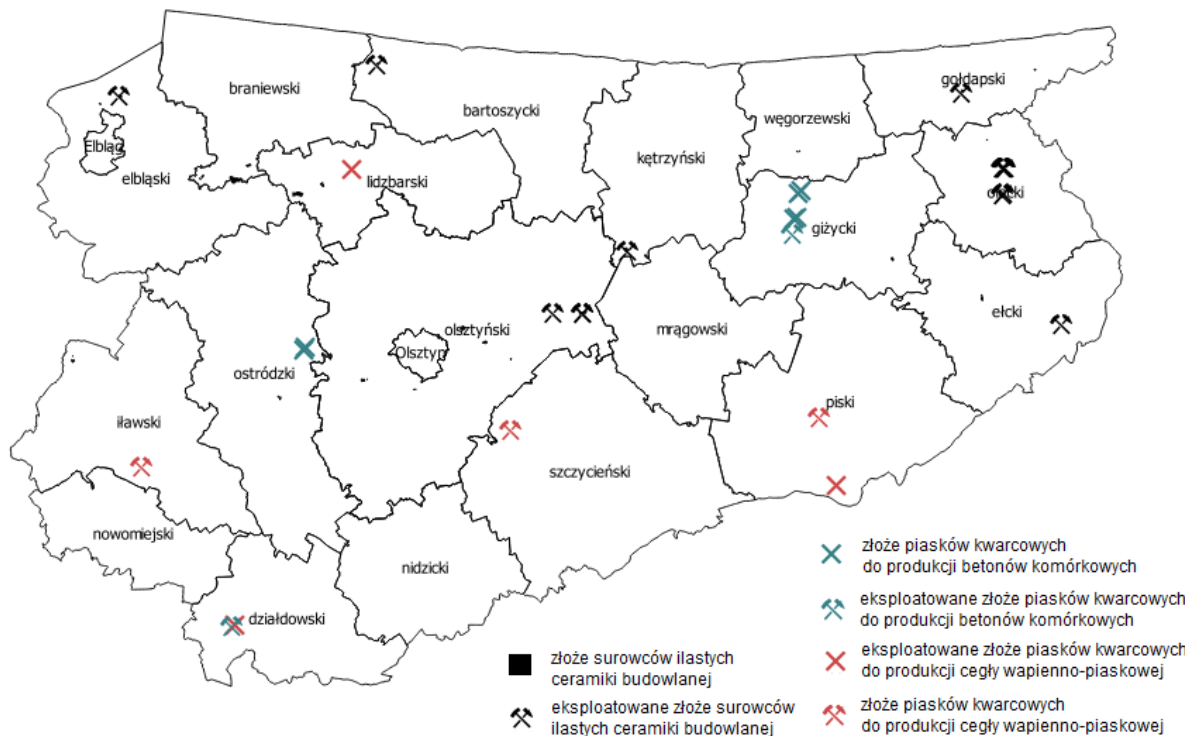 gołdapski
braniewski
bartoszycki
węgorzewski
Elbląg
kętrzyński
elbląski
lidzbarski
olecki
giżycki
ełcki
olsztyński
mrągowski
Olsztyn
ostródzki
piski
iławski
szczycieński
nowomiejski
nidzicki
działdowski
złoże piasków kwarcowych
do produkcji betonów komórkowych
eksploatowane złoże piasków kwarcowych
do produkcji betonów komórkowych
złoże surowców ilastych
ceramiki budowlanej
eksploatowane złoże piasków kwarcowych
do produkcji cegły wapienno-piaskowej
eksploatowane złoże surowców
ilastych ceramiki budowlanej
złoże piasków kwarcowych
do produkcji cegły wapienno-piaskowej